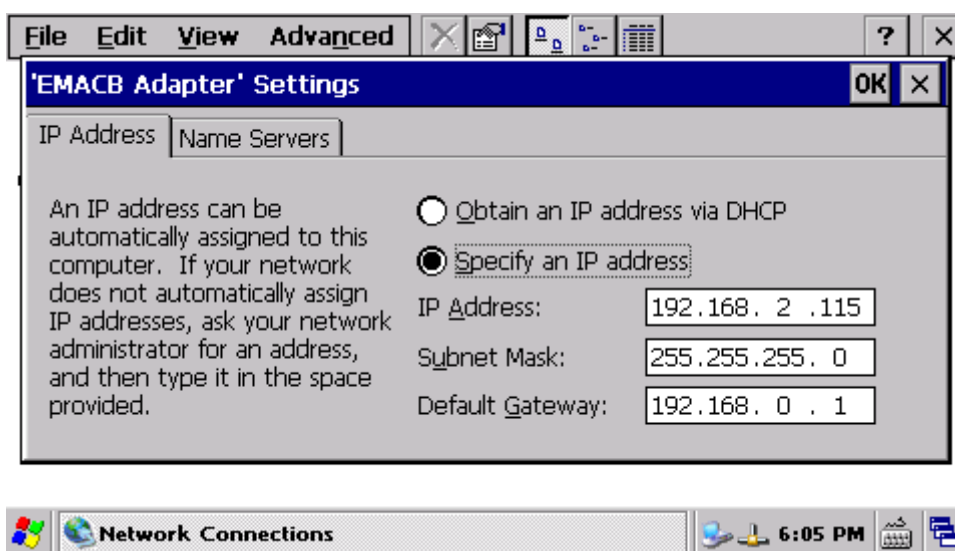 File Edit View Advanced ? ×
'EMACB Adapter' Settings OK ×
IP Address Name Servers
An IP address can be
automatically assigned to this
computer. If your network
does not automatically assign
IP addresses, ask your network
administrator for an address,
and then type it in the space
provided.
Obtain an IP address via DHCP
Specify an IP address
IP Address: 192.168. 2 .115
Subnet Mask: 255.255.255. 0
Default Gateway: 192.168. 0 . 1
Network Connections 6:05 PM